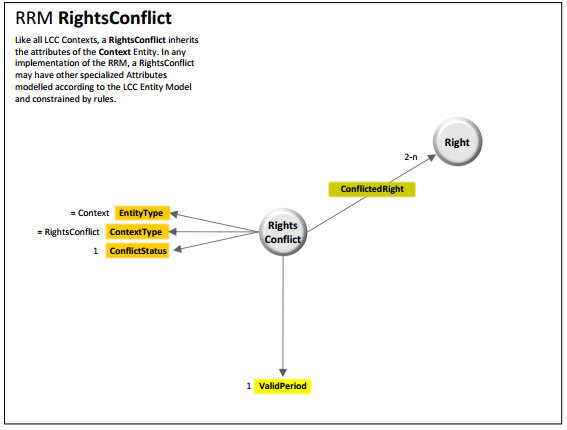 RRM RightsConflict
Like all LCC Contexts, a RightsConflict inherits
the attributes of the Context Entity. In any
implementation of the RRM, a RightsConflict
may have other specialized Attributes
modelled according to the LCC Entity Model
and constrained by rules.
Right
2-n
ConflictedRight
= Context EntityType
= RightsConflict ContextType
1 ConflictStatus
Rights
Conflict
1 ValidPeriod